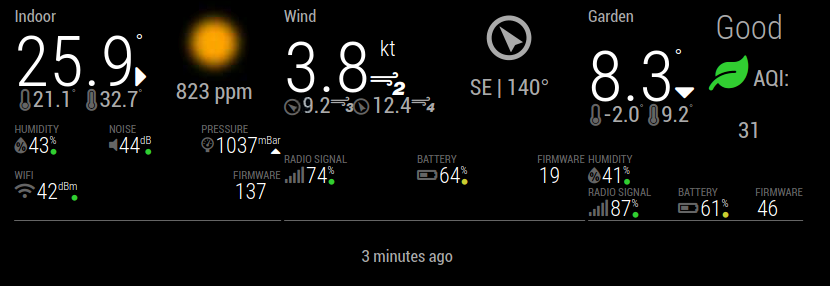 Indoor
25.9°
21.1° 32.7°
823 ppm
HUMIDITY NOISE PRESSURE
43% 44dB 1037mBar
WIFI FIRMWARE
42dBm 137
Wind
3.8 kt
2
9.2 3 12.4 4
SE | 140°
RADIO SIGNAL BATTERY FIRMWARE
74% 64% 19
Garden
8.3°
-2.0° 9.2°
Good
AQI:
31
HUMIDITY
41%
RADIO SIGNAL BATTERY FIRMWARE
87% 61% 46
3 minutes ago